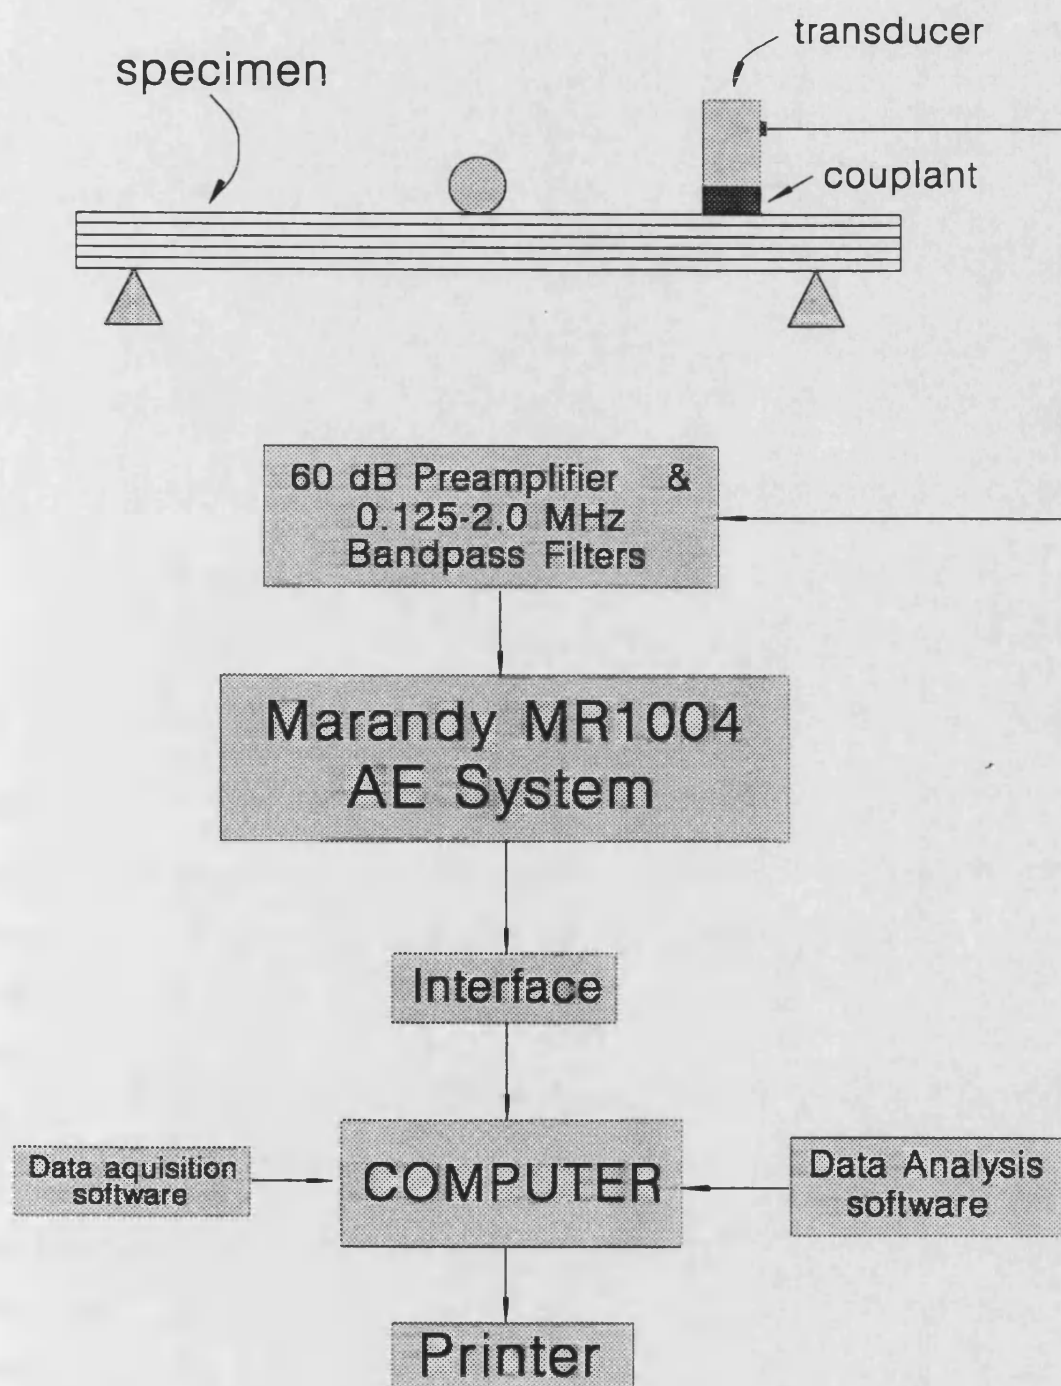 transducer
specimen
couplant
60 dB Preamplifier &
0.125-2.0 MHz
Bandpass Filters
Marandy MR1004
AE System
Interface
Data aquisition
software
COMPUTER
Data Analysis
software
Printer